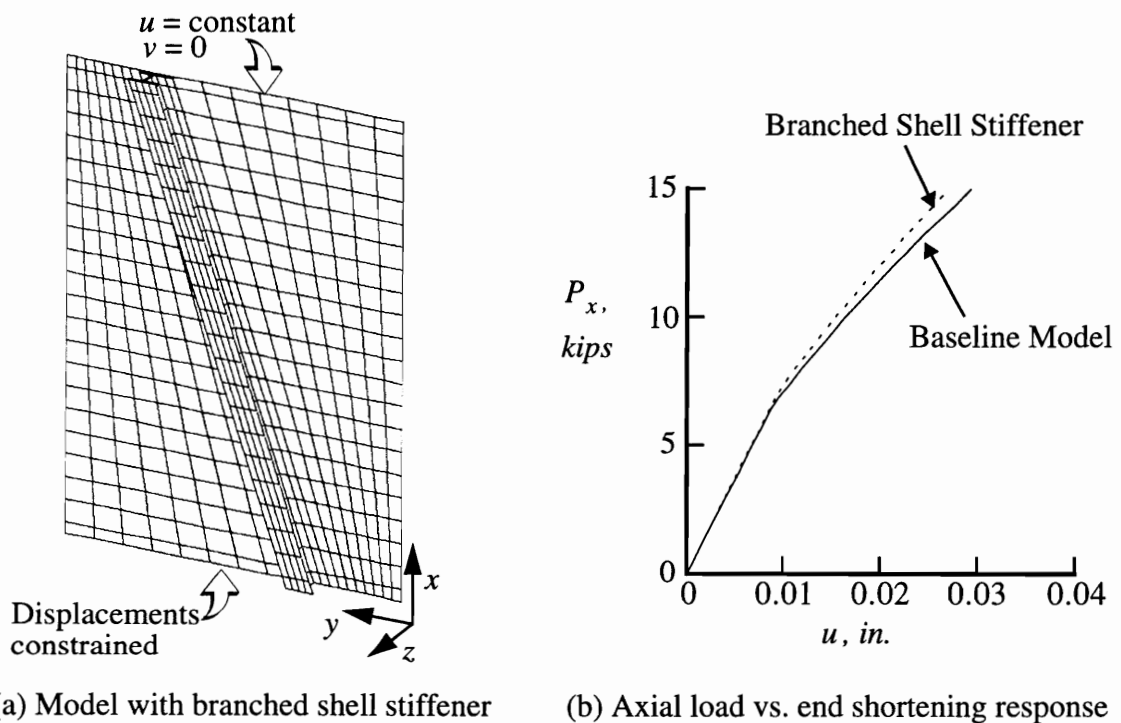 u = constant
v = 0
Displacements
constrained
x
y
z
(a) Model with branched shell stiffener
Branched Shell Stiffener
15
P_x,
kips
10
Baseline Model
5
0
0 0.01 0.02 0.03 0.04
u, in.
(b) Axial load vs. end shortening response